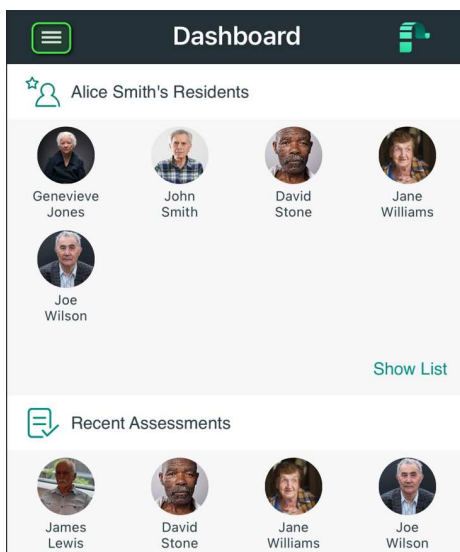 Dashboard
Alice Smith's Residents
Genevieve
Jones
John
Smith
David
Stone
Jane
Williams
Joe
Wilson
Show List
Recent Assessments
James
Lewis
David
Stone
Jane
Williams
Joe
Wilson